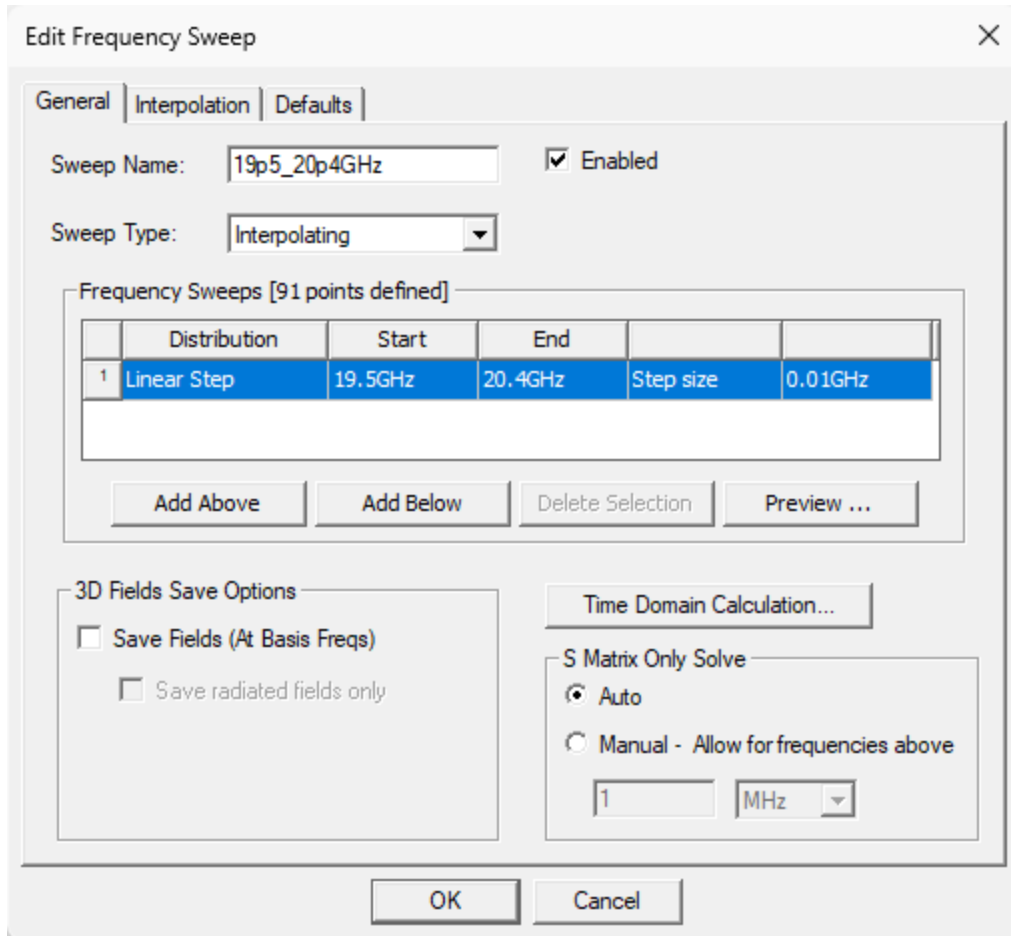 Edit Frequency Sweep
General Interpolation Defaults
Sweep Name: 19p5_20p4GHz Enabled
Sweep Type: Interpolating
Frequency Sweeps [91 points defined]
Distribution Start End
1 Linear Step 19.5GHz 20.4GHz Step size 0.01GHz
Add Above Add Below Delete Selection Preview ...
3D Fields Save Options
Save Fields (At Basis Freqs)
Save radiated fields only
Time Domain Calculation...
S Matrix Only Solve
Auto
Manual - Allow for frequencies above
1 MHz
OK Cancel